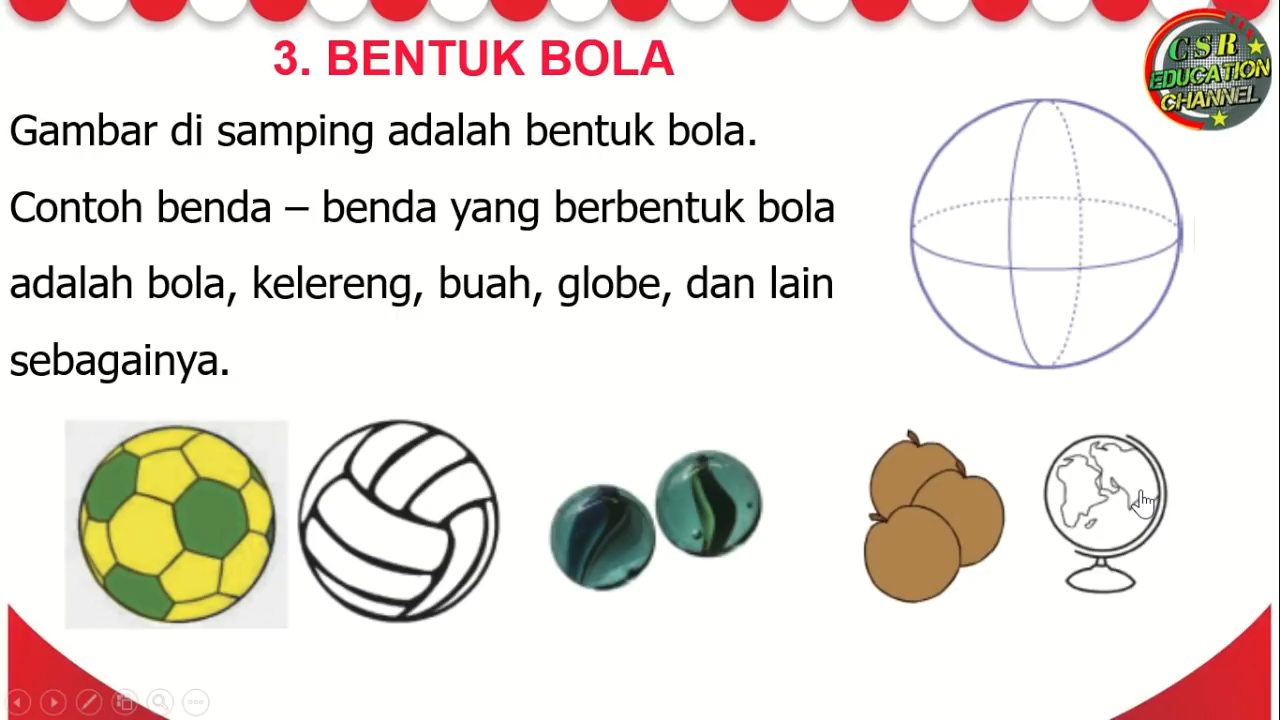 3. BENTUK BOLA
CSR
EDUCATION
CHANNEL
Gambar di samping adalah bentuk bola.
Contoh benda – benda yang berbentuk bola
adalah bola, kelereng, buah, globe, dan lain
sebagainya.